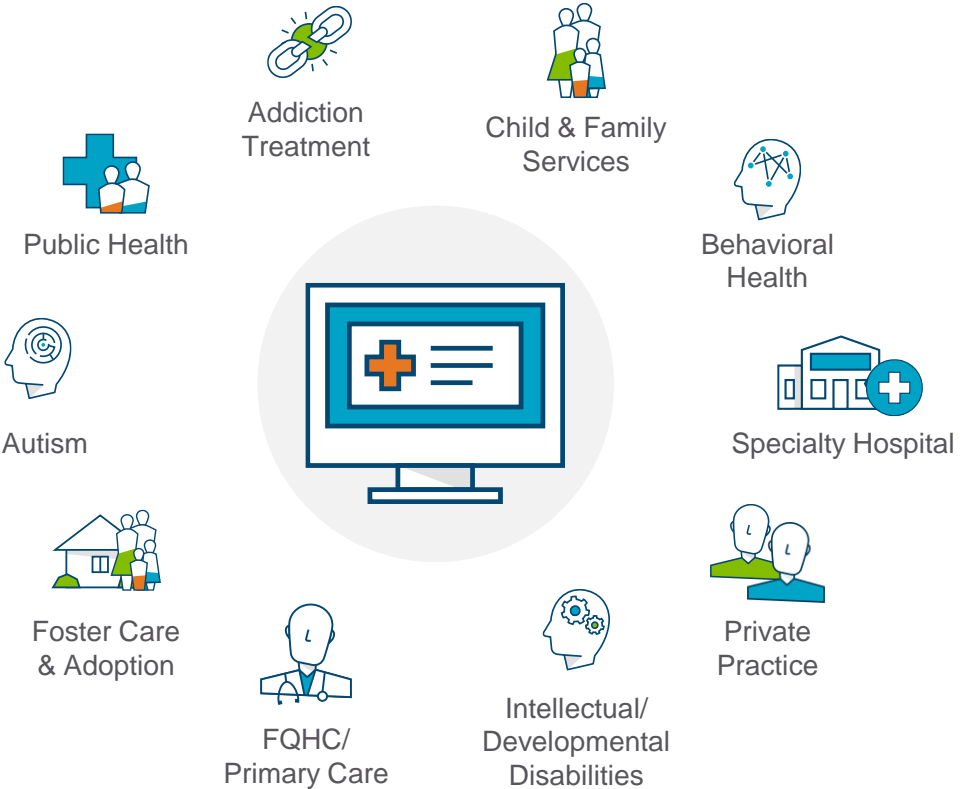 Addiction
Treatment
Child & Family
Services
Public Health
Behavioral
Health
Autism
Specialty Hospital
Foster Care
& Adoption
Private
Practice
FQHC/
Primary Care
Intellectual/
Developmental
Disabilities